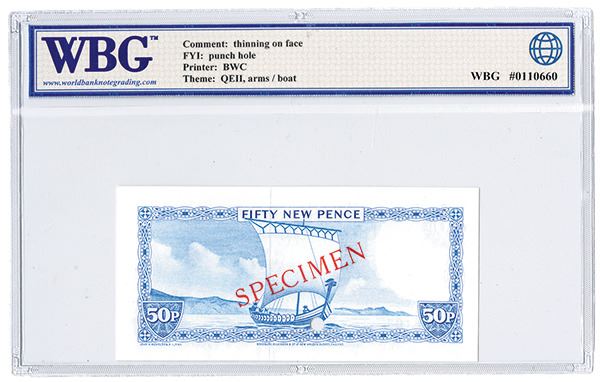 WBG™
www.worldbanknotegrading.com
Comment: thinning on face
FYI: punch hole
Printer: BWC
Theme: QEII, arms / boat
WBG #0110660
FIFTY NEW PENCE
SPECIMEN
50P
50P